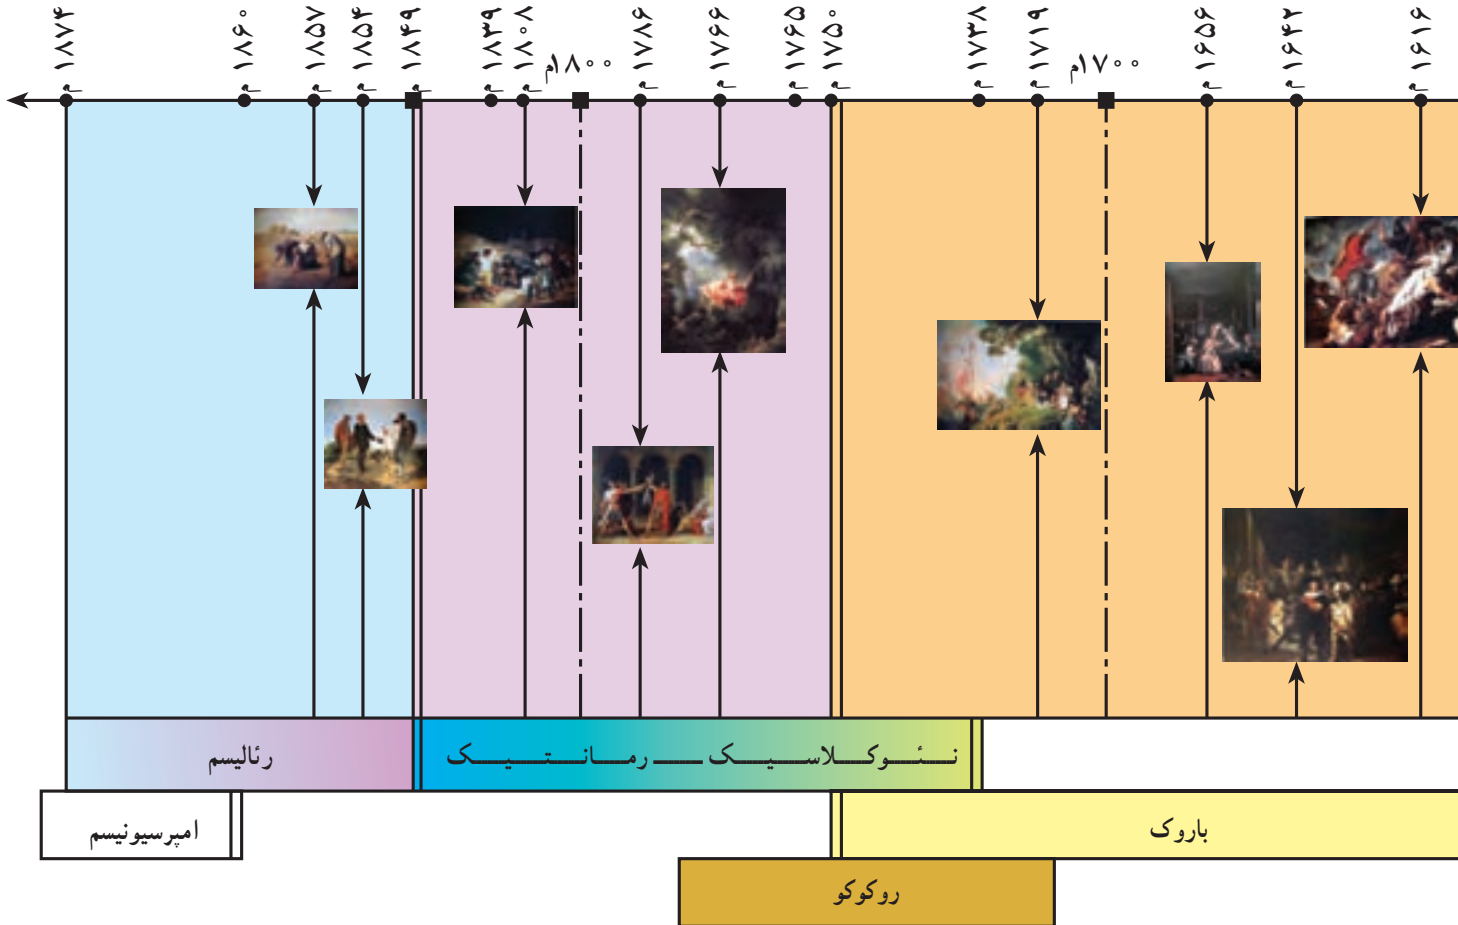 ۱۶۱۶م
۱۶۴۲م
۱۶۵۶م
۱۷۰۰م
۱۷۱۹م
۱۷۳۸م
۱۷۵۰م
۱۷۶۵م
۱۷۶۶م
۱۷۸۶م
۱۸۰۰م
۱۸۰۸م
۱۸۳۹م
۱۸۴۹م
۱۸۵۴م
۱۸۵۷م
۱۸۶۰م
۱۸۷۴م
نئوکلاسیک ــ رمانتیک
رئالیسم
باروک
امپرسیونیسم
روکوکو